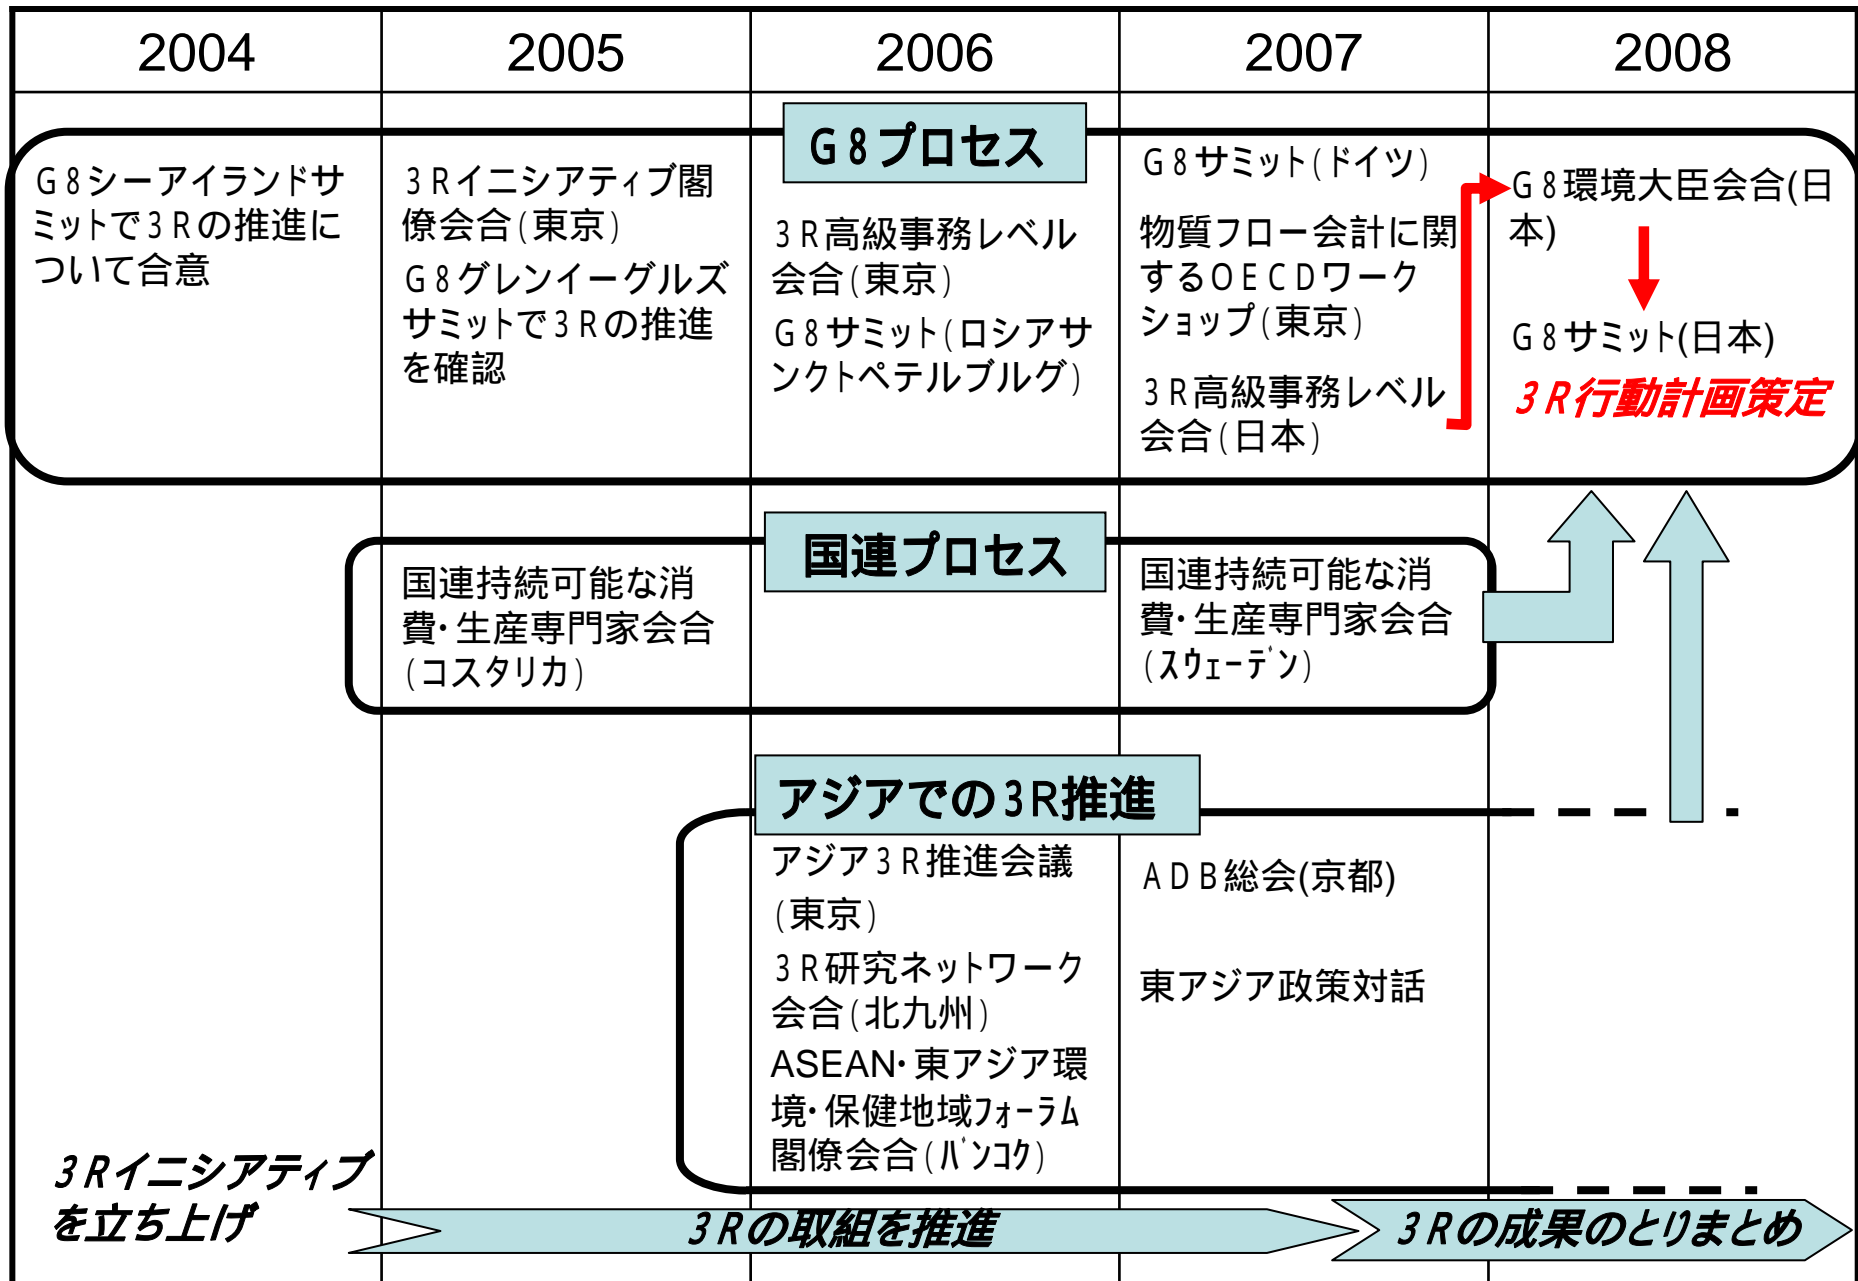 2004
2005
2006
2007
2008
G8プロセス
G8シーアイランドサ
ミットで3Rの推進に
ついて合意
3Rイニシアティブ閣
僚会合(東京)
G8グレンイーグルズ
サミットで3Rの推進
を確認
3R高級事務レベル
会合(東京)
G8サミット(ロシアサ
ンクトペテルブルグ)
G8サミット(ドイツ)
物質フロー会計に関
するOECDワーク
ショップ(東京)
3R高級事務レベル
会合(日本)
G8環境大臣会合(日
本)
G8サミット(日本)
3R行動計画策定
国連プロセス
国連持続可能な消
費・生産専門家会合
(コスタリカ)
国連持続可能な消
費・生産専門家会合
(スウェーデン)
アジアでの3R推進
アジア3R推進会議
(東京)
3R研究ネットワーク
会合(北九州)
ASEAN・東アジア環
境・保健地域フォーラム
閣僚会合(バンコク)
ADB総会(京都)
東アジア政策対話
3Rイニシアティブ
を立ち上げ
3Rの取組を推進
3Rの成果のとりまとめ